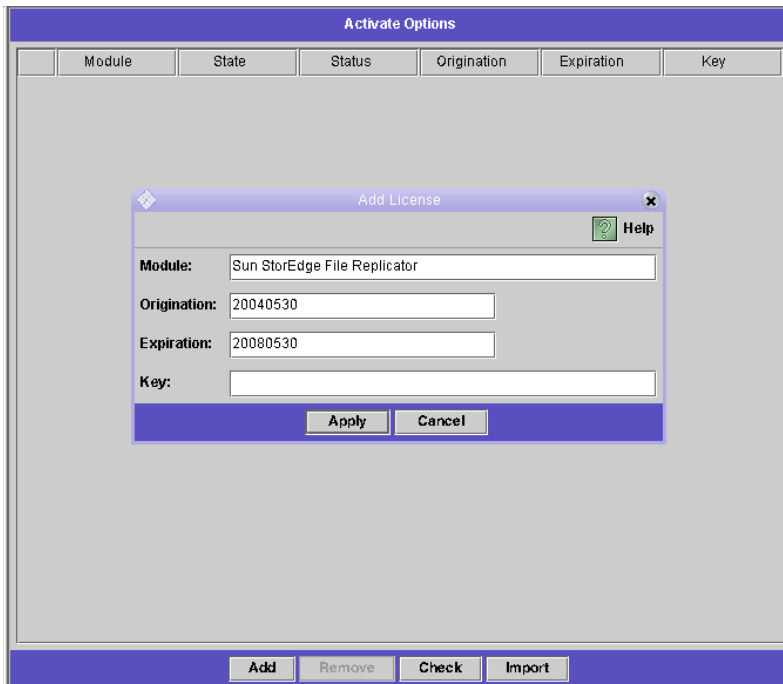 Activate Options
Module State Status Origination Expiration Key
Add License
Help
Module: Sun StorEdge File Replicator
Origination: 20040530
Expiration: 20080530
Key:
Apply Cancel
Add Remove Check Import